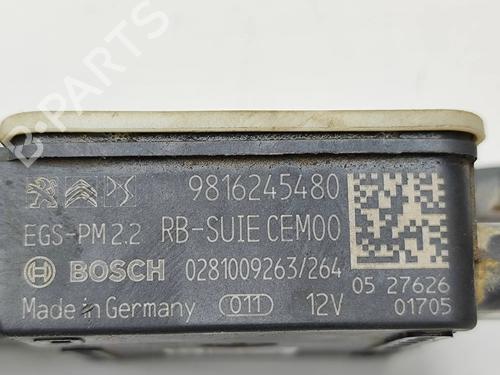 B-PARTS
DS 9816245480
EGS-PM 2.2 RB-SUIE CEM00
BOSCH 0281009263/264
05 27626
Made in Germany 011 12V 01705